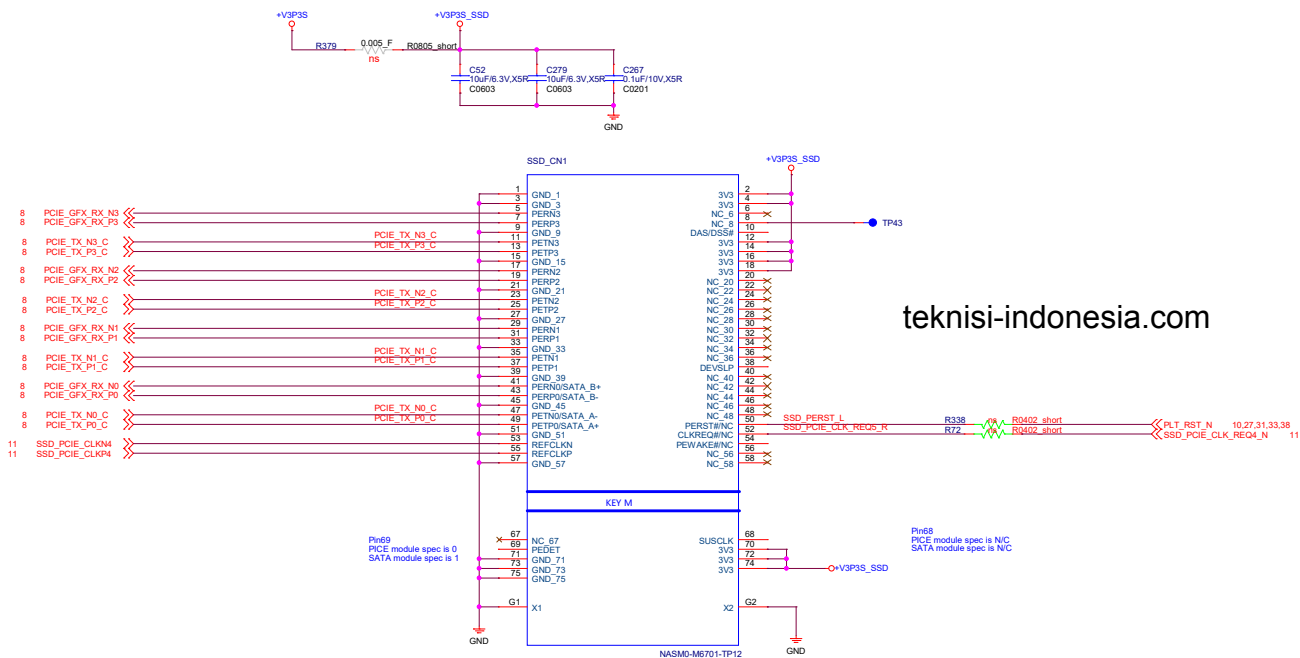 +V3P3S
+V3P3S_SSD
R379
0.005_F
R0805_short
ns
C52
10uF/6.3V,X5R
C0603
C279
10uF/6.3V,X5R
C0603
C267
0.1uF/10V,X5R
C0201
GND
SSD_CN1
+V3P3S_SSD
1 GND_1 3V3 2
3 GND_3 3V3 4
8 PCIE_GFX_RX_N3 5 PERN3 NC_6 6
8 PCIE_GFX_RX_P3 7 PERP3 NC_8 8 TP43
9 GND_9 DAS/DSS# 10
8 PCIE_TX_N3_C PCIE_TX_N3_C 11 PETN3 3V3 12
8 PCIE_TX_P3_C PCIE_TX_P3_C 13 PETP3 3V3 14
15 GND_15 3V3 16
8 PCIE_GFX_RX_N2 17 PERN2 3V3 18
8 PCIE_GFX_RX_P2 19 PERP2 NC_20 20
21 GND_21 NC_22 22
8 PCIE_TX_N2_C PCIE_TX_N2_C 23 PETN2 NC_24 24
8 PCIE_TX_P2_C PCIE_TX_P2_C 25 PETP2 NC_26 26
27 GND_27 NC_28 28
8 PCIE_GFX_RX_N1 29 PERN1 NC_30 30
8 PCIE_GFX_RX_P1 31 PERP1 NC_32 32
33 GND_33 NC_34 34
8 PCIE_TX_N1_C PCIE_TX_N1_C 35 PETN1 NC_36 36
8 PCIE_TX_P1_C PCIE_TX_P1_C 37 PETP1 DEVSLP 38
39 GND_39 NC_40 40
8 PCIE_GFX_RX_N0 41 PERN0/SATA_B+ NC_42 42
8 PCIE_GFX_RX_P0 43 PERP0/SATA_B- NC_44 44
45 GND_45 NC_46 46
8 PCIE_TX_N0_C PCIE_TX_N0_C 47 PETN0/SATA_A- NC_48 48
8 PCIE_TX_P0_C PCIE_TX_P0_C 49 PETP0/SATA_A+ PERST#/NC 50 SSD_PERST_L R338 ns R0402_short PLT_RST_N 10,27,31,33,38
51 GND_51 CLKREQ#/NC 52 SSD_PCIE_CLK_REQ5_R R72 ns R0402_short SSD_PCIE_CLK_REQ4_N 11
11 SSD_PCIE_CLKN4 53 REFCLKN PEWAKE#/NC 54
11 SSD_PCIE_CLKP4 55 REFCLKP NC_56 56
57 GND_57 NC_58 58
teknisi-indonesia.com
KEY M
Pin69
PICE module spec is 0
SATA module spec is 1
67 NC_67 SUSCLK 68
69 PEDET 3V3 70
71 GND_71 3V3 72
73 GND_73 3V3 74 +V3P3S_SSD
75 GND_75
Pin68
PICE module spec is N/C
SATA module spec is N/C
G1 X1 X2 G2
GND
GND
NASM0-M6701-TP12